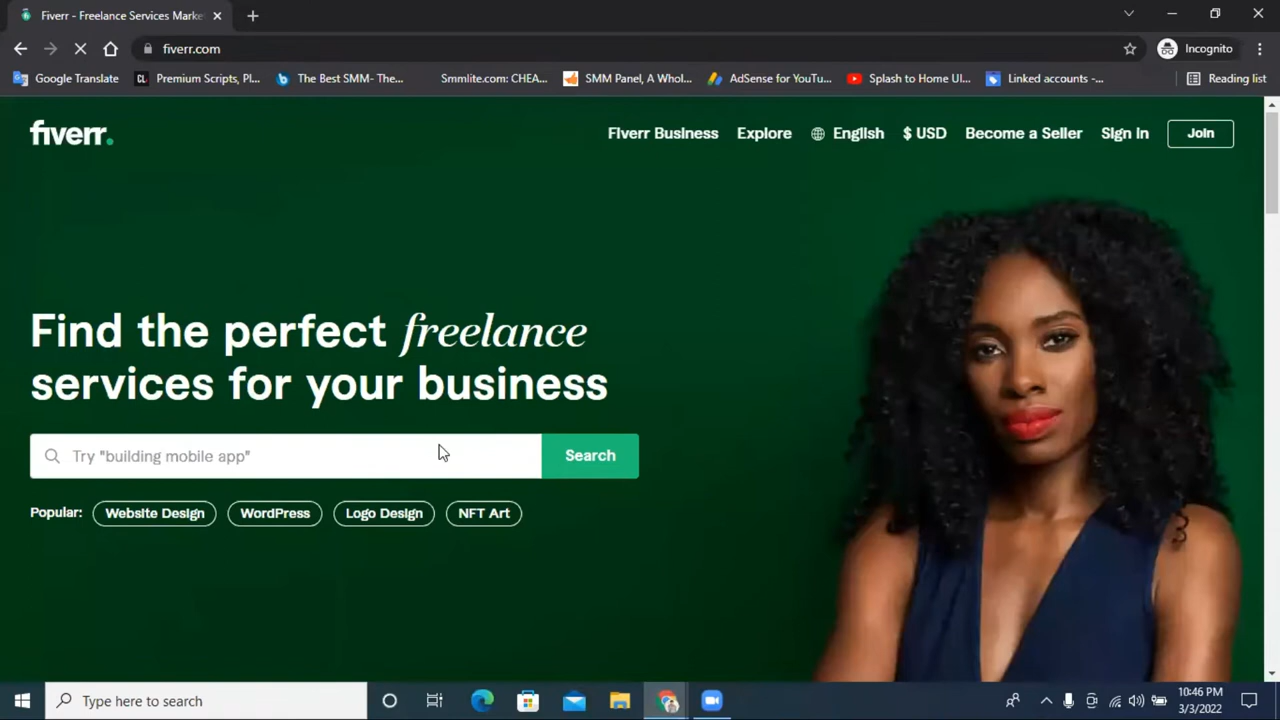 Fiverr - Freelance Services Marke
fiverr.com
Incognito
Google Translate
Premium Scripts, Pl...
The Best SMM- The...
Smmlite.com: CHEA...
SMM Panel, A Whol...
AdSense for YouTu...
Splash to Home UI...
Linked accounts -...
Reading list
fiverr.
Fiverr Business
Explore
English
$ USD
Become a Seller
Sign in
Join
Find the perfect freelance
services for your business
Try "building mobile app"
Search
Popular:
Website Design
WordPress
Logo Design
NFT Art
Type here to search
10:46 PM
3/3/2022